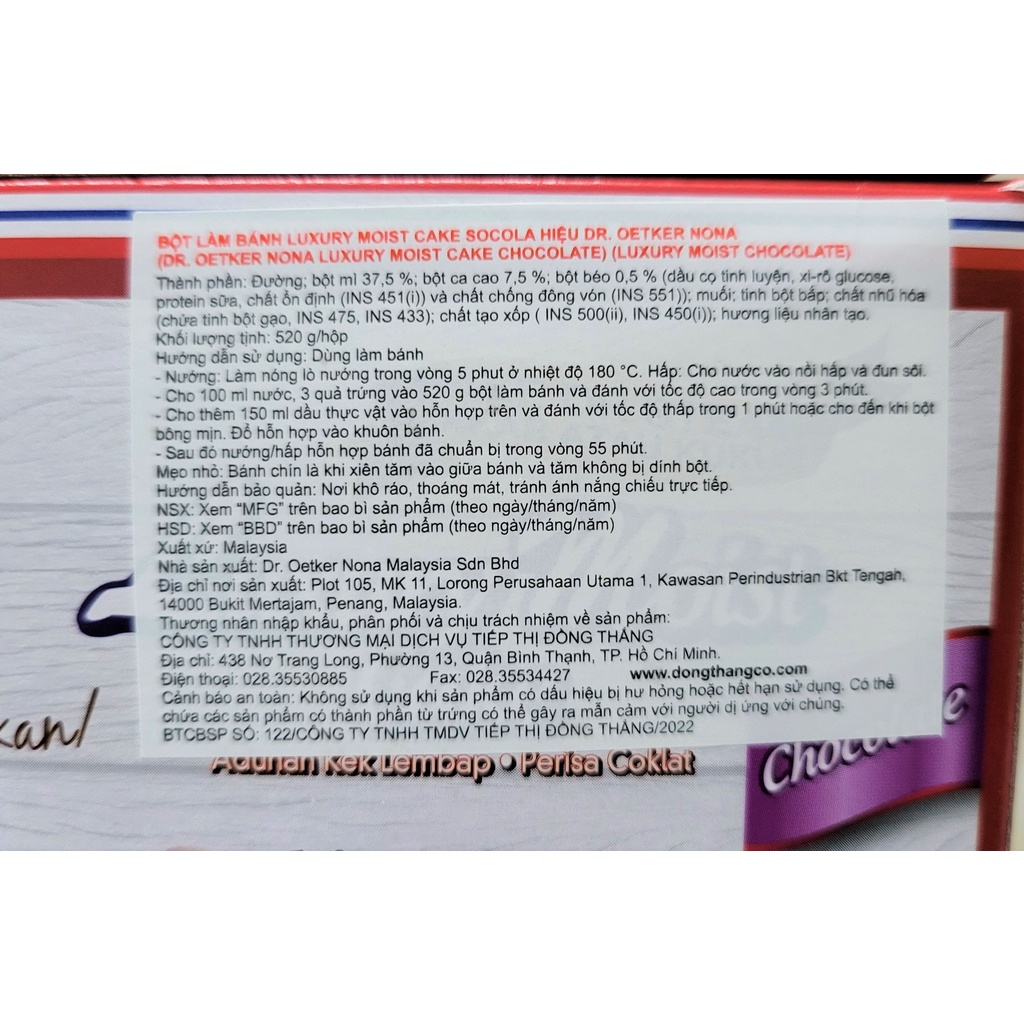 BỘT LÀM BÁNH LUXURY MOIST CAKE SOCOLA HIỆU DR. OETKER NONA
(DR. OETKER NONA LUXURY MOIST CAKE CHOCOLATE) (LUXURY MOIST CHOCOLATE)
Thành phần: Đường; bột mì 37,5 %; bột ca cao 7,5 %; bột béo 0,5 % (dầu cọ tinh luyện, xi-rô glucose,
protein sữa, chất ổn định (INS 451(i)) và chất chống đông vón (INS 551)); muối; tinh bột bắp; chất nhũ hóa
(chứa tinh bột gạo, INS 475, INS 433); chất tạo xốp ( INS 500(ii), INS 450(i)); hương liệu nhân tạo.
Khối lượng tịnh: 520 g/hộp
Hướng dẫn sử dụng: Dùng làm bánh
- Nướng: Làm nóng lò nướng trong vòng 5 phut ở nhiệt độ 180 °C. Hấp: Cho nước vào nồi hấp và đun sôi.
- Cho 100 ml nước, 3 quả trứng vào 520 g bột làm bánh và đánh với tốc độ cao trong vòng 3 phút.
- Cho thêm 150 ml dầu thực vật vào hỗn hợp trên và đánh với tốc độ thấp trong 1 phút hoặc cho đến khi bột
bông mịn. Đổ hỗn hợp vào khuôn bánh.
- Sau đó nướng/hấp hỗn hợp bánh đã chuẩn bị trong vòng 55 phút.
Mẹo nhỏ: Bánh chín là khi xiên tăm vào giữa bánh và tăm không bị dính bột.
Hướng dẫn bảo quản: Nơi khô ráo, thoáng mát, tránh ánh nắng chiếu trực tiếp.
NSX: Xem “MFG” trên bao bì sản phẩm (theo ngày/tháng/năm)
HSD: Xem “BBD” trên bao bì sản phẩm (theo ngày/tháng/năm)
Xuất xứ: Malaysia
Nhà sản xuất: Dr. Oetker Nona Malaysia Sdn Bhd
Địa chỉ nơi sản xuất: Plot 105, MK 11, Lorong Perusahaan Utama 1, Kawasan Perindustrian Bkt Tengah,
14000 Bukit Mertajam, Penang, Malaysia.
Thương nhân nhập khẩu, phân phối và chịu trách nhiệm về sản phẩm:
CÔNG TY TNHH THƯƠNG MẠI DỊCH VỤ TIẾP THỊ ĐÔNG THĂNG
Địa chỉ: 438 Nơ Trang Long, Phường 13, Quận Bình Thạnh, TP. Hồ Chí Minh.
Điện thoại: 028.35530885 Fax: 028.35534427 www.dongthangco.com
Cảnh báo an toàn: Không sử dụng khi sản phẩm có dấu hiệu bị hư hỏng hoặc hết hạn sử dụng. Có thể
chứa các sản phẩm có thành phần từ trứng có thể gây ra mẫn cảm với người dị ứng với chúng.
BTCBSP SỐ: 122/CÔNG TY TNHH TMDV TIẾP THỊ ĐÔNG THĂNG/2022
Moist
Adunan Kek Lembap • Perisa Coklat
Chocolate